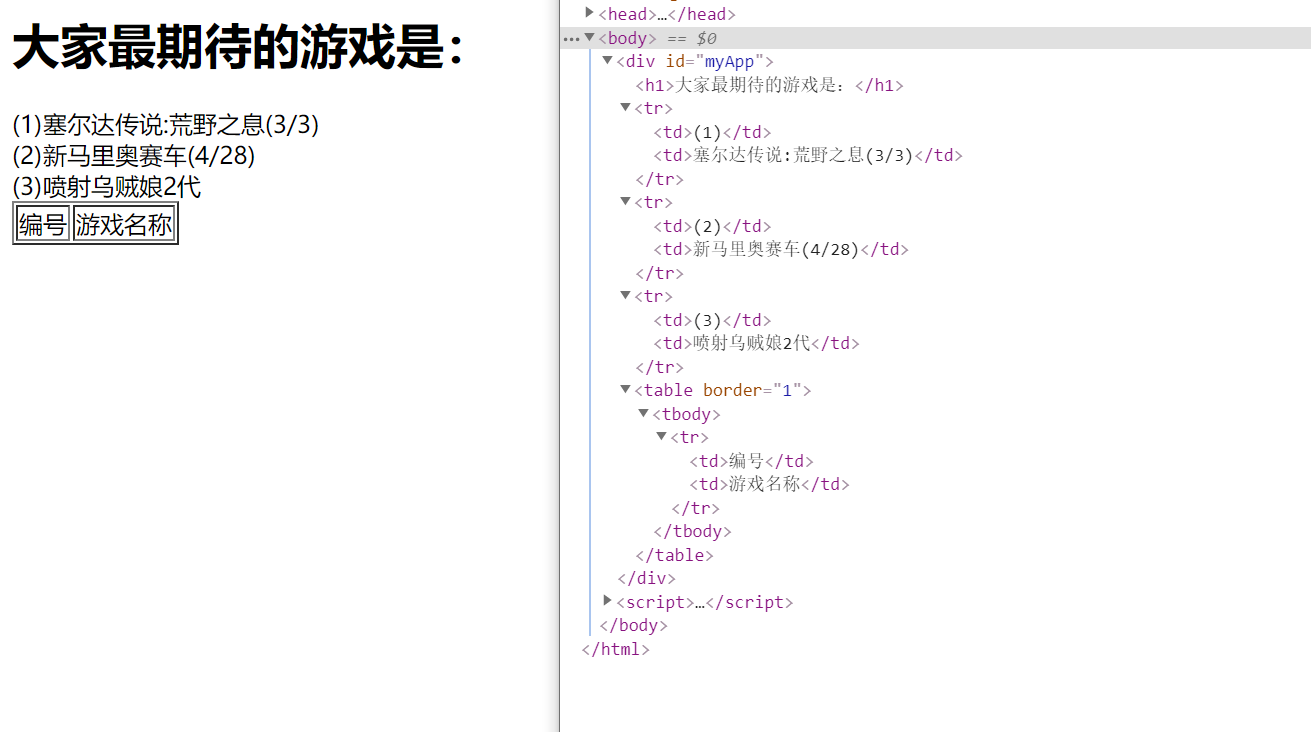 大家最期待的游戏是：
(1)塞尔达传说:荒野之息(3/3)
(2)新马里奥赛车(4/28)
(3)喷射乌贼娘2代
编号 游戏名称
<head>…</head>
<body> == $0
<div id="myApp">
<h1>大家最期待的游戏是：</h1>
<tr>
<td>(1)</td>
<td>塞尔达传说:荒野之息(3/3)</td>
</tr>
<tr>
<td>(2)</td>
<td>新马里奥赛车(4/28)</td>
</tr>
<tr>
<td>(3)</td>
<td>喷射乌贼娘2代</td>
</tr>
<table border="1">
<tbody>
<tr>
<td>编号</td>
<td>游戏名称</td>
</tr>
</tbody>
</table>
</div>
<script>…</script>
</body>
</html>